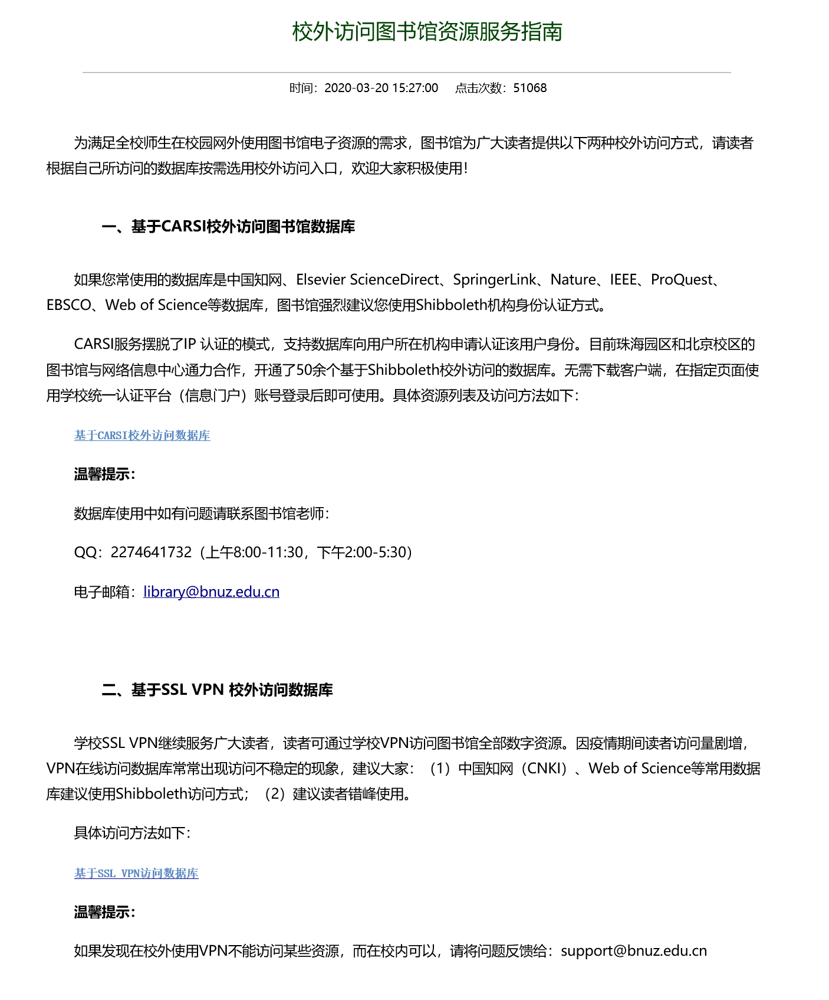 校外访问图书馆资源服务指南
时间：2020-03-20 15:27:00 点击次数：51068
为满足全校师生在校园网外使用图书馆电子资源的需求，图书馆为广大读者提供以下两种校外访问方式，请读者
根据自己所访问的数据库按需选用校外访问入口，欢迎大家积极使用！
一、基于CARSI校外访问图书馆数据库
如果您常使用的数据库是中国知网、Elsevier ScienceDirect、SpringerLink、Nature、IEEE、ProQuest、
EBSCO、Web of Science等数据库，图书馆强烈建议您使用Shibboleth机构身份认证方式。
CARSI服务摆脱了IP 认证的模式，支持数据库向用户所在机构申请认证该用户身份。目前珠海园区和北京校区的
图书馆与网络信息中心通力合作，开通了50余个基于Shibboleth校外访问的数据库。无需下载客户端，在指定页面使
用学校统一认证平台（信息门户）账号登录后即可使用。具体资源列表及访问方法如下：
基于CARSI校外访问数据库
温馨提示：
数据库使用中如有问题请联系图书馆老师：
QQ：2274641732（上午8:00-11:30，下午2:00-5:30）
电子邮箱：library@bnuz.edu.cn
二、基于SSL VPN 校外访问数据库
学校SSL VPN继续服务广大读者，读者可通过学校VPN访问图书馆全部数字资源。因疫情期间读者访问量剧增，
VPN在线访问数据库常常出现访问不稳定的现象，建议大家：（1）中国知网（CNKI）、Web of Science等常用数据
库建议使用Shibboleth访问方式；（2）建议读者错峰使用。
具体访问方法如下：
基于SSL VPN访问数据库
温馨提示：
如果发现在校外使用VPN不能访问某些资源，而在校内可以，请将问题反馈给：support@bnuz.edu.cn